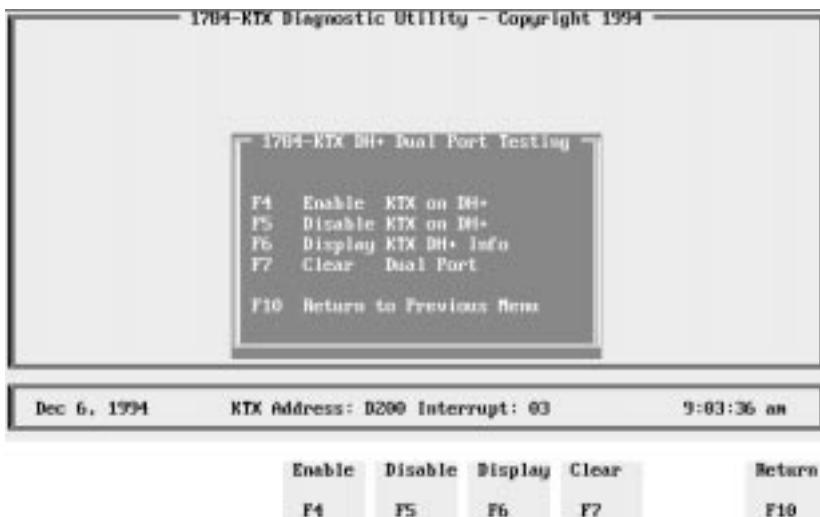 1784-KTX Diagnostic Utility - Copyright 1994
1784-KTX DH+ Dual Port Testing
F4 Enable KTX on DH+
F5 Disable KTX on DH+
F6 Display KTX DH+ Info
F7 Clear Dual Port
F10 Return to Previous Menu
Dec 6, 1994 KTX Address: D200 Interrupt: 03 9:03:36 am
Enable Disable Display Clear Return
F4 F5 F6 F7 F10